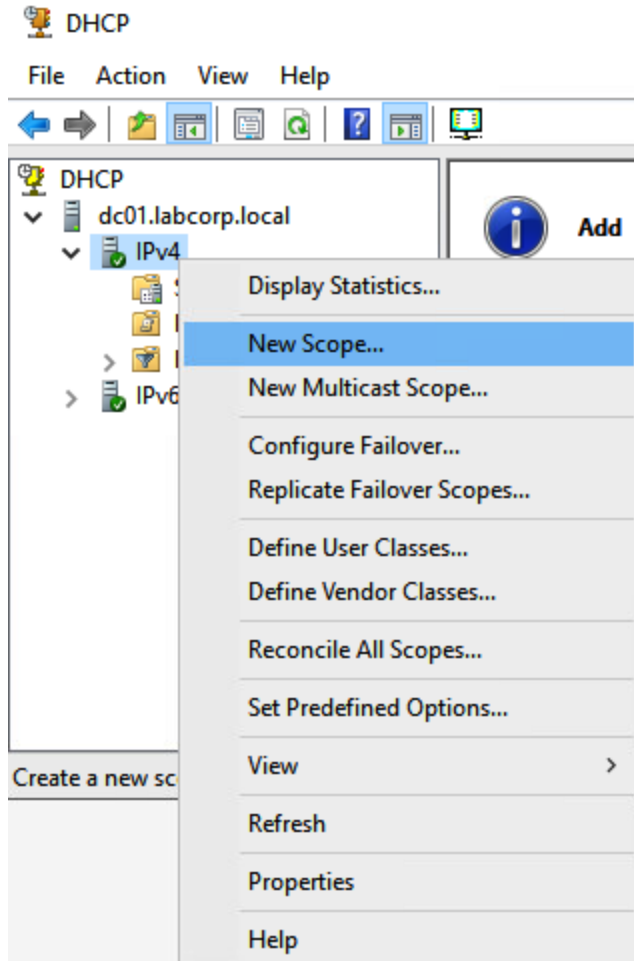 DHCP
File Action View Help
DHCP
dc01.labcorp.local
Add
IPv4
Display Statistics...
New Scope...
New Multicast Scope...
IPv6
Configure Failover...
Replicate Failover Scopes...
Define User Classes...
Define Vendor Classes...
Reconcile All Scopes...
Set Predefined Options...
View
Create a new sc
Refresh
Properties
Help